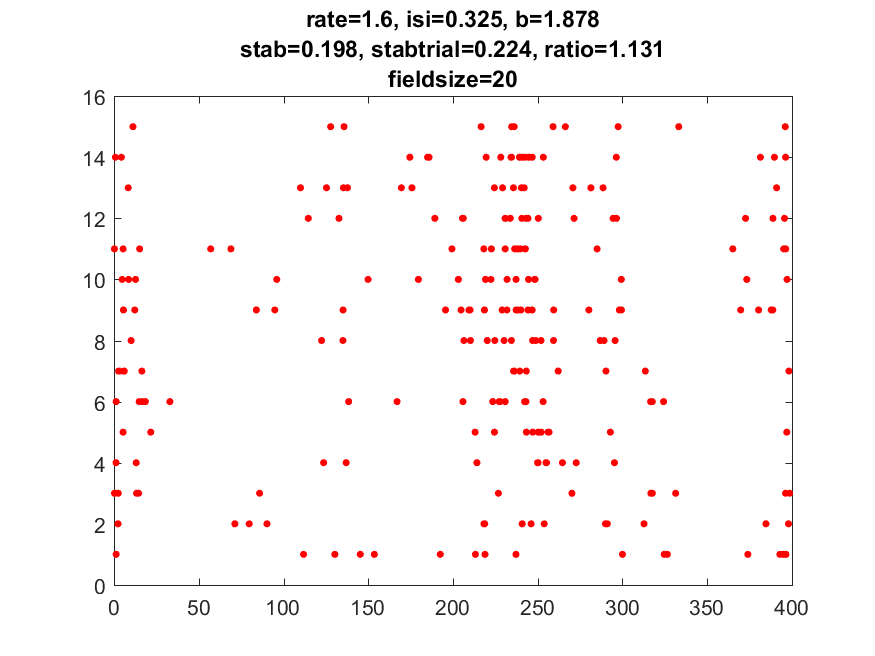 rate=1.6, isi=0.325, b=1.878
stab=0.198, stabtrial=0.224, ratio=1.131
fieldsize=20
16
14
12
10
8
6
4
2
0
0 50 100 150 200 250 300 350 400